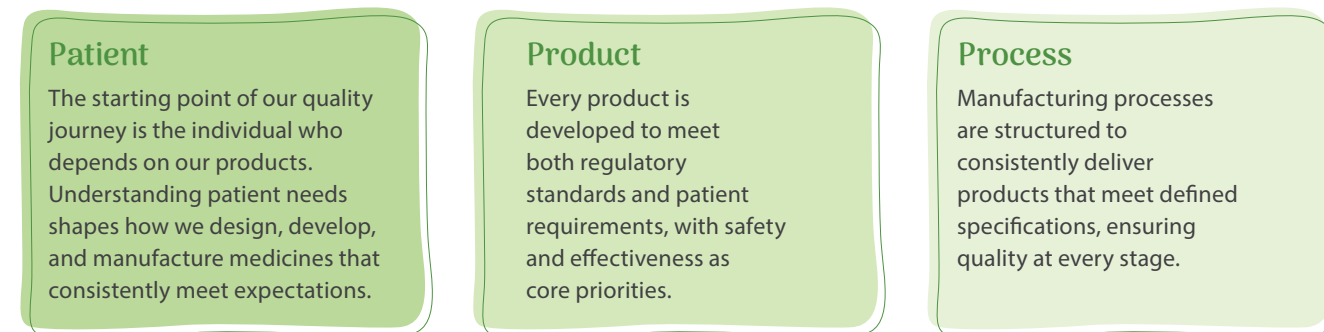 Patient
The starting point of our quality
journey is the individual who
depends on our products.
Understanding patient needs
shapes how we design, develop,
and manufacture medicines that
consistently meet expectations.
Product
Every product is
developed to meet
both regulatory
standards and patient
requirements, with safety
and effectiveness as
core priorities.
Process
Manufacturing processes
are structured to
consistently deliver
products that meet defined
specifications, ensuring
quality at every stage.